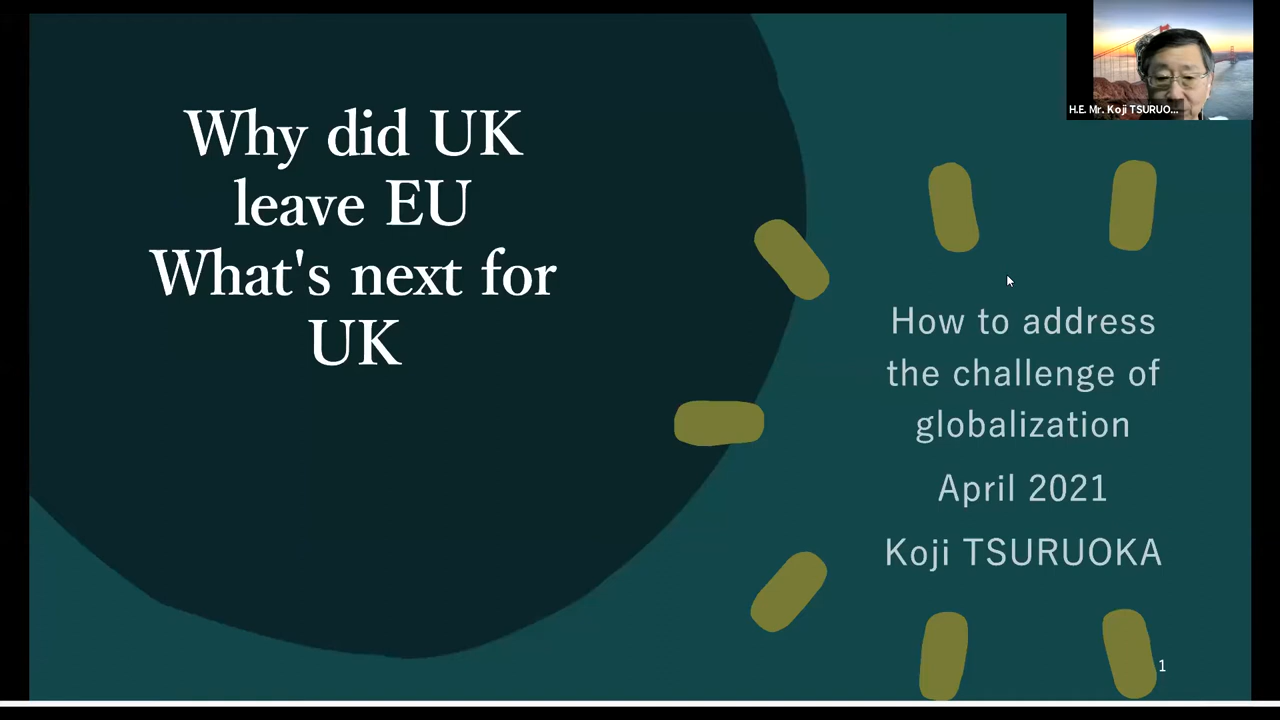 H.E. Mr. Koji TSURUO...
Why did UK
leave EU
What's next for
UK
How to address
the challenge of
globalization
April 2021
Koji TSURUOKA
1